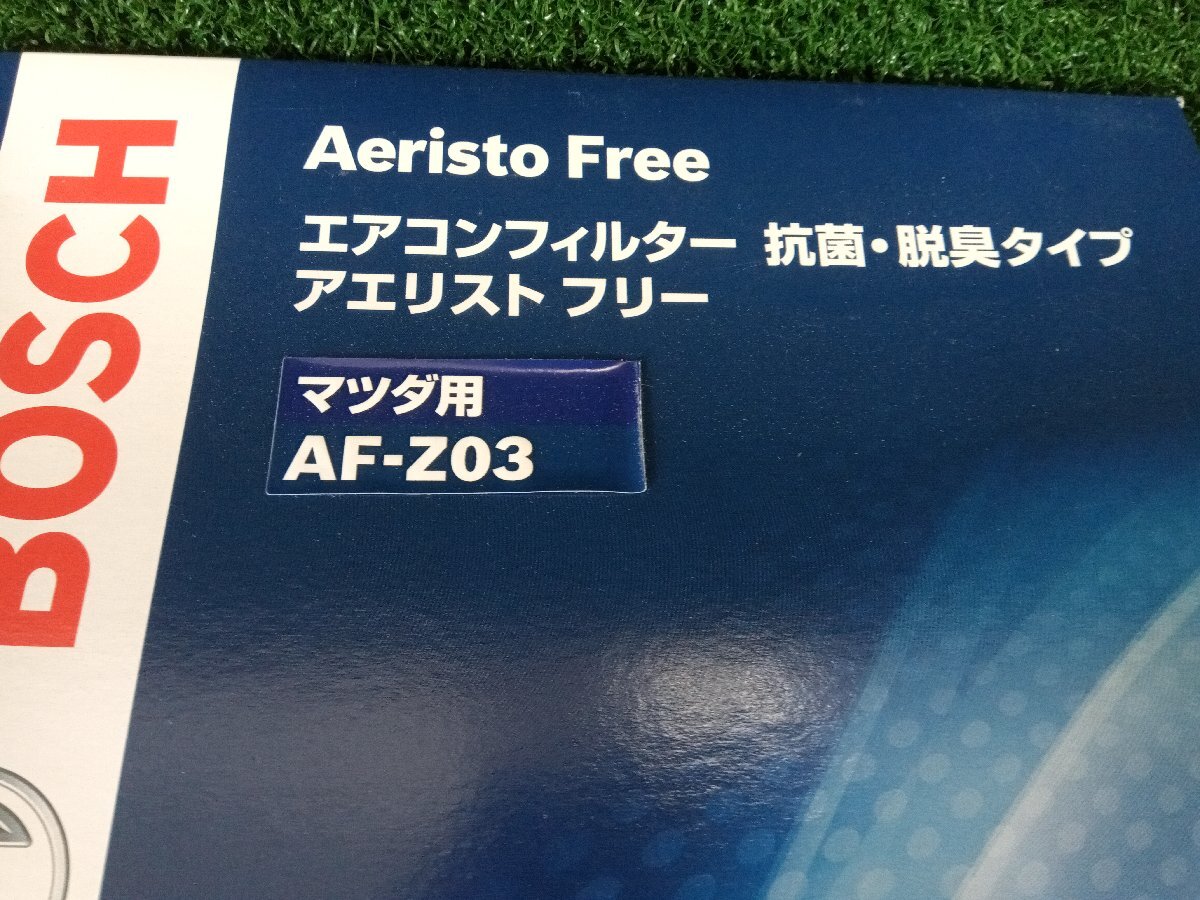 BOSCH
Aeristo Free
エアコンフィルター 抗菌・脱臭タイプ
アエリスト フリー
マツダ用
AF-Z03